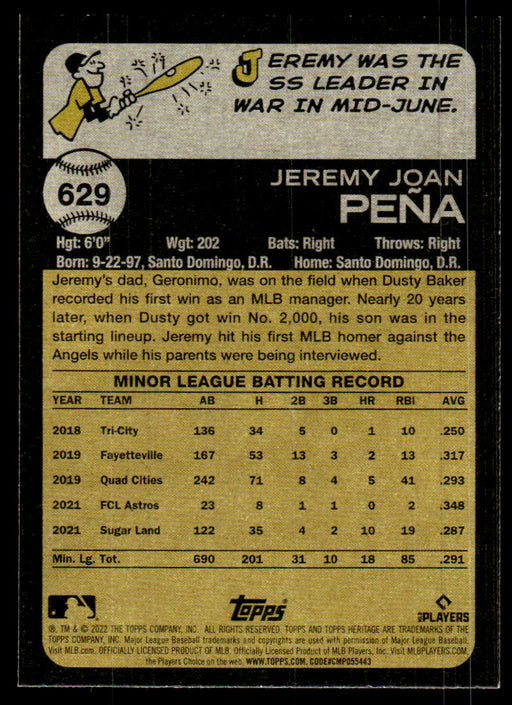 JEREMY WAS THE
SS LEADER IN
WAR IN MID-JUNE.
629
JEREMY JOAN
PEÑA
Hgt: 6'0" Wgt: 202 Bats: Right Throws: Right
Born: 9-22-97, Santo Domingo, D.R. Home: Santo Domingo, D.R.
Jeremy's dad, Geronimo, was on the field when Dusty Baker
recorded his first win as an MLB manager. Nearly 20 years
later, when Dusty got win No. 2,000, his son was in the
starting lineup. Jeremy hit his first MLB homer against the
Angels while his parents were being interviewed.
MINOR LEAGUE BATTING RECORD
YEAR TEAM AB H 2B 3B HR RBI AVG
2018 Tri-City 136 34 5 0 1 10 .250
2019 Fayetteville 167 53 13 3 2 13 .317
2019 Quad Cities 242 71 8 4 5 41 .293
2021 FCL Astros 23 8 1 1 0 2 .348
2021 Sugar Land 122 35 4 2 10 19 .287
Min. Lg. Tot. 690 201 31 10 18 85 .291
Topps
MLB PLAYERS
®, TM & © 2022 THE TOPPS COMPANY, INC. ALL RIGHTS RESERVED. TOPPS AND TOPPS HERITAGE ARE TRADEMARKS OF THE
TOPPS COMPANY, INC. Major League Baseball trademarks and copyrights are used with permission of Major League Baseball.
Visit MLB.com. OFFICIALLY LICENSED PRODUCT OF MLB. Officially Licensed Product of MLB Players, Inc. Visit MLBPLAYERS.com,
the Players Choice on the web. WWW.TOPPS.COM. CODE#CMP055443